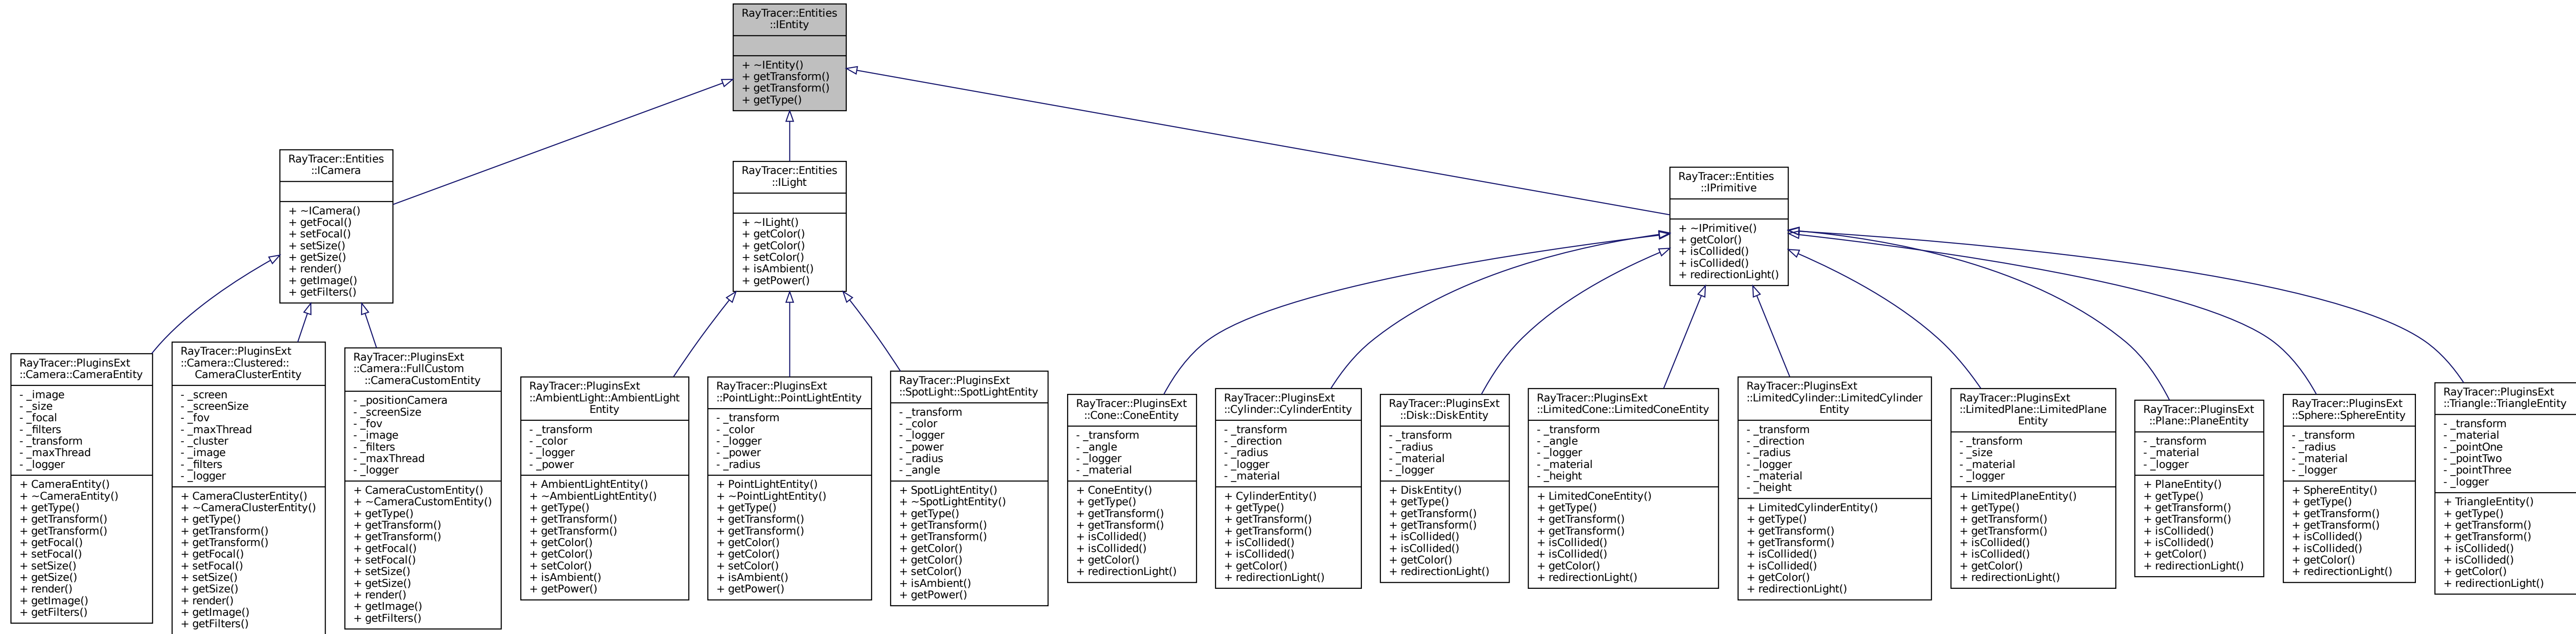 RayTracer::Entities
::IEntity
+ ~IEntity()
+ getTransform()
+ getTransform()
+ getType()
RayTracer::Entities
::ICamera
+ ~ICamera()
+ getFocal()
+ setFocal()
+ setSize()
+ getSize()
+ render()
+ getImage()
+ getFilters()
RayTracer::Entities
::ILight
+ ~ILight()
+ getColor()
+ getColor()
+ setColor()
+ isAmbient()
+ getPower()
RayTracer::Entities
::IPrimitive
+ ~IPrimitive()
+ getColor()
+ isCollided()
+ isCollided()
+ redirectionLight()
RayTracer::PluginsExt
::Camera::CameraEntity
- _image
- _size
- _focal
- _filters
- _transform
- _maxThread
- _logger
+ CameraEntity()
+ ~CameraEntity()
+ getType()
+ getTransform()
+ getTransform()
+ getFocal()
+ setFocal()
+ setSize()
+ getSize()
+ render()
+ getImage()
+ getFilters()
RayTracer::PluginsExt
::Camera::Clustered::
CameraClusterEntity
- _screen
- _screenSize
- _fov
- _maxThread
- _cluster
- _image
- _filters
- _logger
+ CameraClusterEntity()
+ ~CameraClusterEntity()
+ getType()
+ getTransform()
+ getTransform()
+ getFocal()
+ setFocal()
+ setSize()
+ getSize()
+ render()
+ getImage()
+ getFilters()
RayTracer::PluginsExt
::Camera::FullCustom
::CameraCustomEntity
- _positionCamera
- _screenSize
- _fov
- _image
- _filters
- _maxThread
- _logger
+ CameraCustomEntity()
+ ~CameraCustomEntity()
+ getType()
+ getTransform()
+ getTransform()
+ getFocal()
+ setFocal()
+ setSize()
+ getSize()
+ render()
+ getImage()
+ getFilters()
RayTracer::PluginsExt
::AmbientLight::AmbientLight
Entity
- _transform
- _color
- _logger
- _power
+ AmbientLightEntity()
+ ~AmbientLightEntity()
+ getType()
+ getTransform()
+ getTransform()
+ getColor()
+ getColor()
+ setColor()
+ isAmbient()
+ getPower()
RayTracer::PluginsExt
::PointLight::PointLightEntity
- _transform
- _color
- _logger
- _power
- _radius
+ PointLightEntity()
+ ~PointLightEntity()
+ getType()
+ getTransform()
+ getTransform()
+ getColor()
+ getColor()
+ setColor()
+ isAmbient()
+ getPower()
RayTracer::PluginsExt
::SpotLight::SpotLightEntity
- _transform
- _color
- _logger
- _power
- _radius
- _angle
+ SpotLightEntity()
+ ~SpotLightEntity()
+ getType()
+ getTransform()
+ getTransform()
+ getColor()
+ getColor()
+ setColor()
+ isAmbient()
+ getPower()
RayTracer::PluginsExt
::Cone::ConeEntity
- _transform
- _angle
- _logger
- _material
+ ConeEntity()
+ getType()
+ getTransform()
+ getTransform()
+ isCollided()
+ isCollided()
+ getColor()
+ redirectionLight()
RayTracer::PluginsExt
::Cylinder::CylinderEntity
- _transform
- _direction
- _radius
- _logger
- _material
+ CylinderEntity()
+ getType()
+ getTransform()
+ getTransform()
+ isCollided()
+ isCollided()
+ getColor()
+ redirectionLight()
RayTracer::PluginsExt
::Disk::DiskEntity
- _transform
- _radius
- _material
- _logger
+ DiskEntity()
+ getType()
+ getTransform()
+ getTransform()
+ isCollided()
+ isCollided()
+ getColor()
+ redirectionLight()
RayTracer::PluginsExt
::LimitedCone::LimitedConeEntity
- _transform
- _angle
- _logger
- _material
- _height
+ LimitedConeEntity()
+ getType()
+ getTransform()
+ getTransform()
+ isCollided()
+ isCollided()
+ getColor()
+ redirectionLight()
RayTracer::PluginsExt
::LimitedCylinder::LimitedCylinder
Entity
- _transform
- _direction
- _radius
- _logger
- _material
- _height
+ LimitedCylinderEntity()
+ getType()
+ getTransform()
+ getTransform()
+ isCollided()
+ isCollided()
+ getColor()
+ redirectionLight()
RayTracer::PluginsExt
::LimitedPlane::LimitedPlane
Entity
- _transform
- _size
- _material
- _logger
+ LimitedPlaneEntity()
+ getType()
+ getTransform()
+ getTransform()
+ isCollided()
+ isCollided()
+ getColor()
+ redirectionLight()
RayTracer::PluginsExt
::Plane::PlaneEntity
- _transform
- _material
- _logger
+ PlaneEntity()
+ getType()
+ getTransform()
+ getTransform()
+ isCollided()
+ isCollided()
+ getColor()
+ redirectionLight()
RayTracer::PluginsExt
::Sphere::SphereEntity
- _transform
- _radius
- _material
- _logger
+ SphereEntity()
+ getType()
+ getTransform()
+ getTransform()
+ isCollided()
+ isCollided()
+ getColor()
+ redirectionLight()
RayTracer::PluginsExt
::Triangle::TriangleEntity
- _transform
- _material
- _pointOne
- _pointTwo
- _pointThree
- _logger
+ TriangleEntity()
+ getType()
+ getTransform()
+ getTransform()
+ isCollided()
+ isCollided()
+ getColor()
+ redirectionLight()